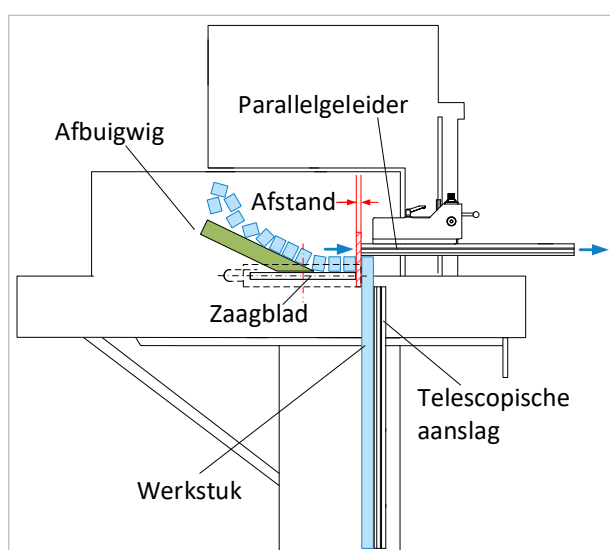 Parallelgeleider
Afbuigwig
Afstand
Zaagblad
Telescopische
aanslag
Werkstuk